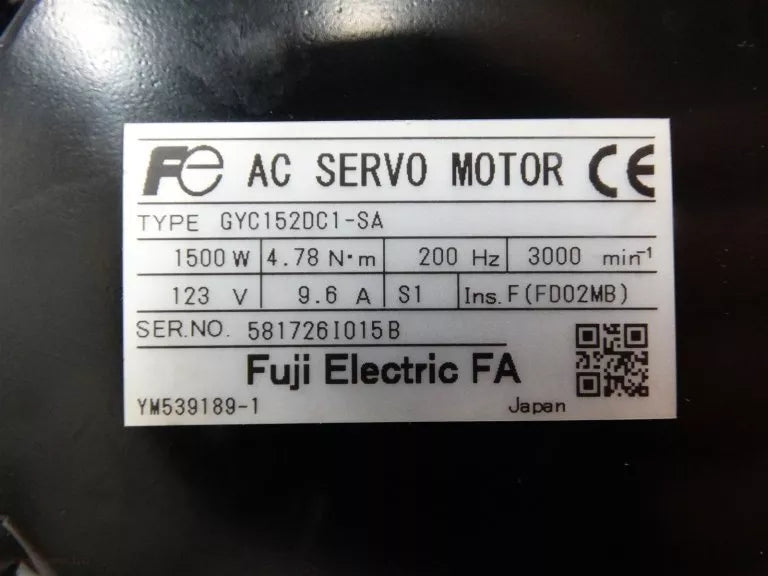 Fe AC SERVO MOTOR CE
TYPE GYC152DC1-SA
1500 W 4.78 N·m 200 Hz 3000 min⁻¹
123 V 9.6 A S1 Ins. F(FD02MB)
SER.NO. 581726I015B
Fuji Electric FA
YM539189-1 Japan